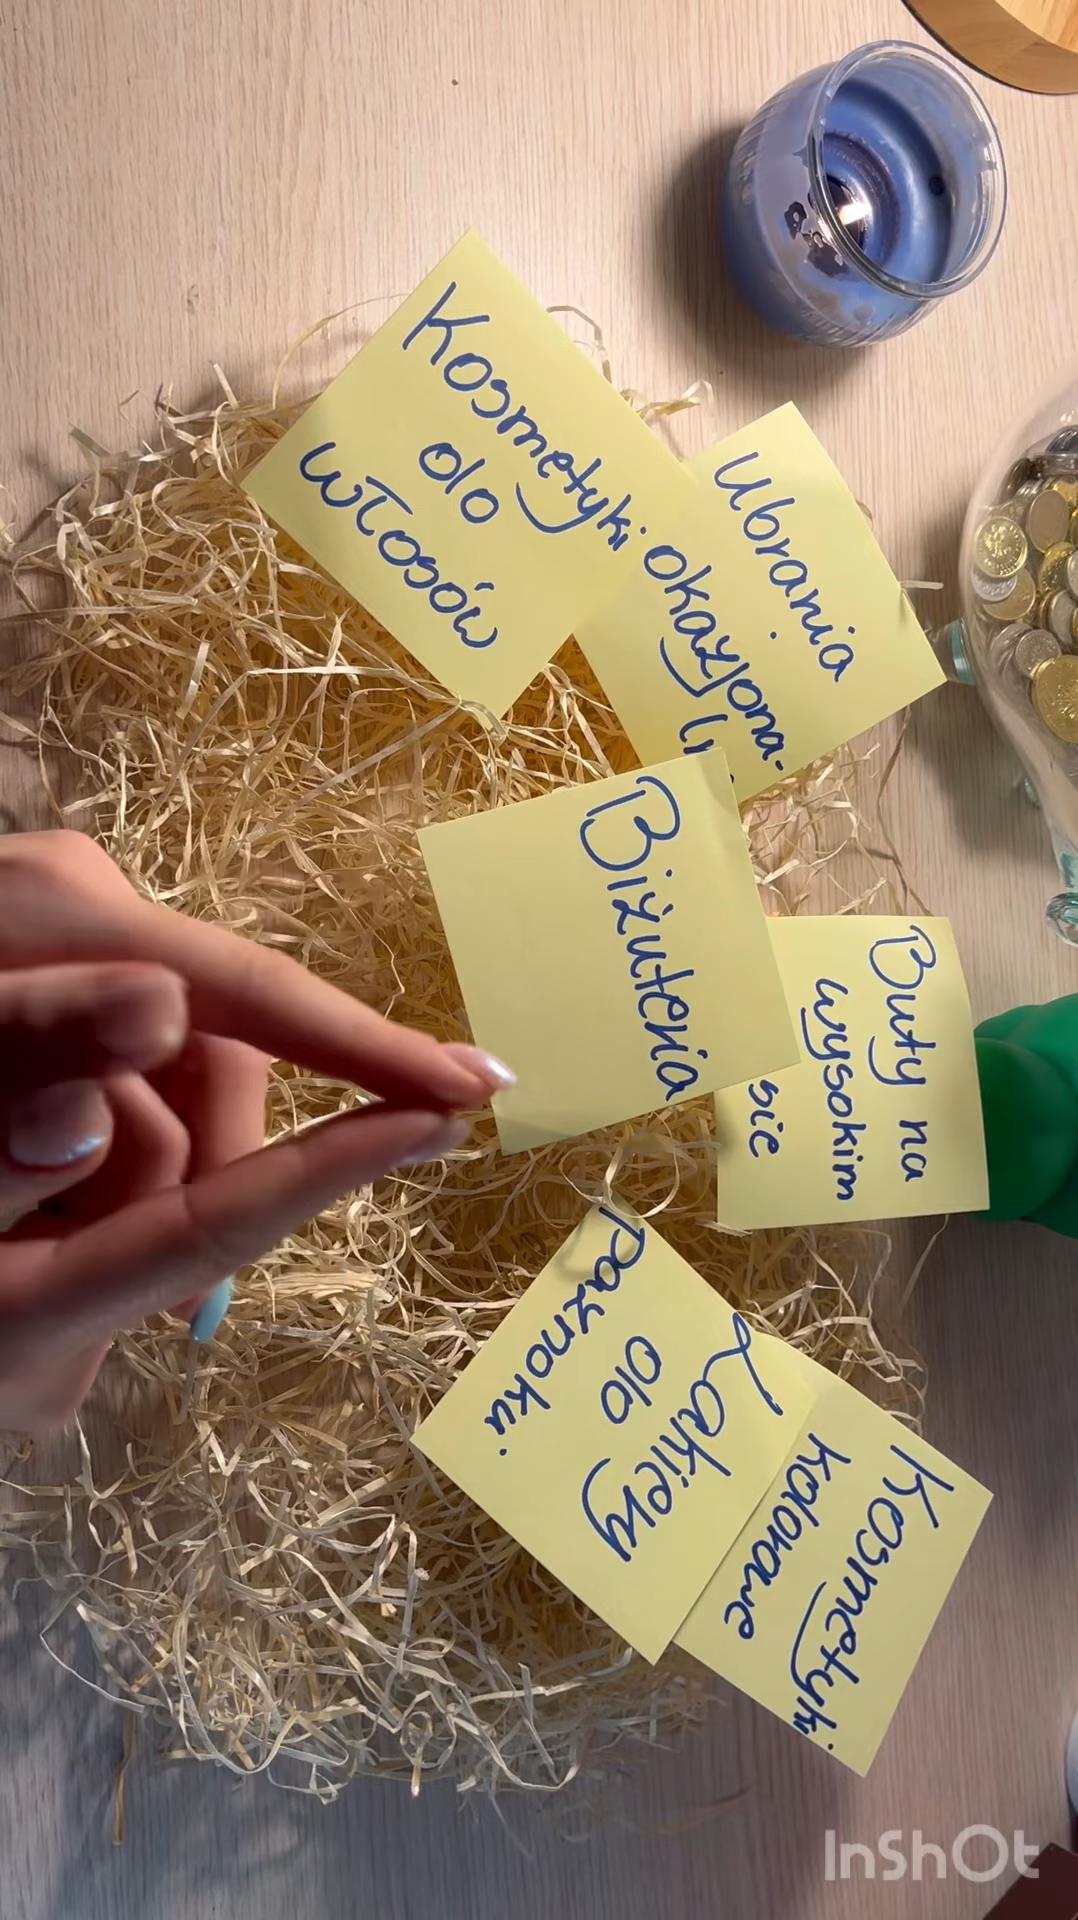 Kosmetyki
do
włosów
Ubrania
okazjona-
Biżuteria
Buty na
wysokim
sie
Lakiery
do
paznokci
Kosmetyki
kolorowe
InShOt